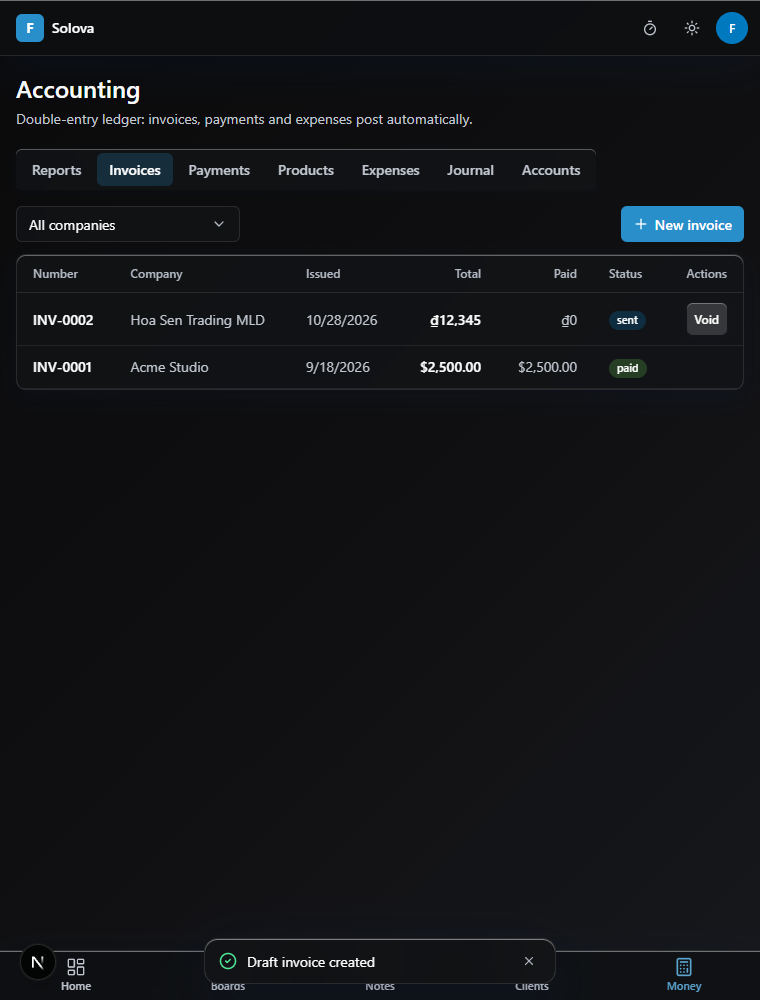 F Solova F
Accounting
Double-entry ledger: invoices, payments and expenses post automatically.
Reports Invoices Payments Products Expenses Journal Accounts
All companies + New invoice
Number Company Issued Total Paid Status Actions
INV-0002 Hoa Sen Trading MLD 10/28/2026 ₫12,345 ₫0 sent Void
INV-0001 Acme Studio 9/18/2026 $2,500.00 $2,500.00 paid
N
Draft invoice created
Home Boards Notes Clients Money